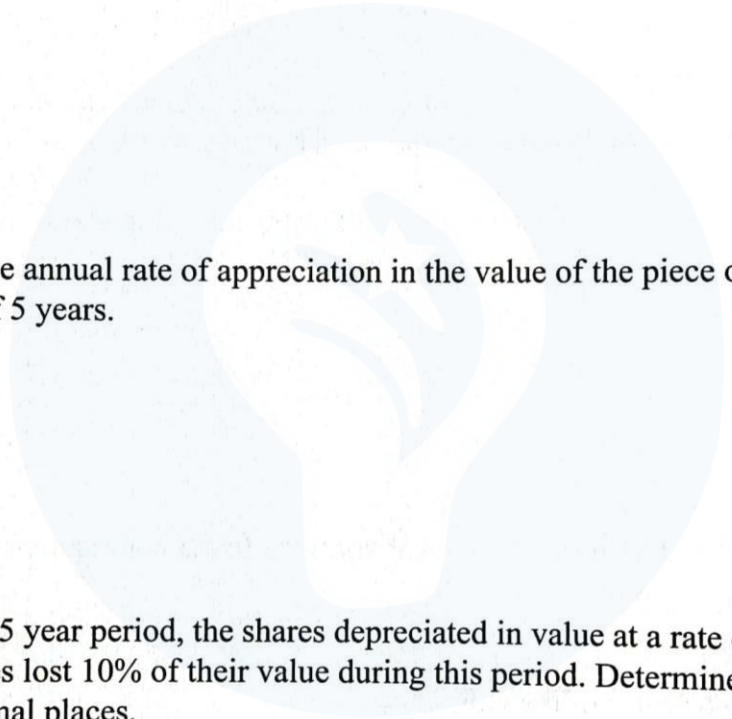 e annual rate of appreciation in the value of the piece
5 years.
5 year period, the shares depreciated in value at a rate
s lost 10% of their value during this period. Determine
nal places.